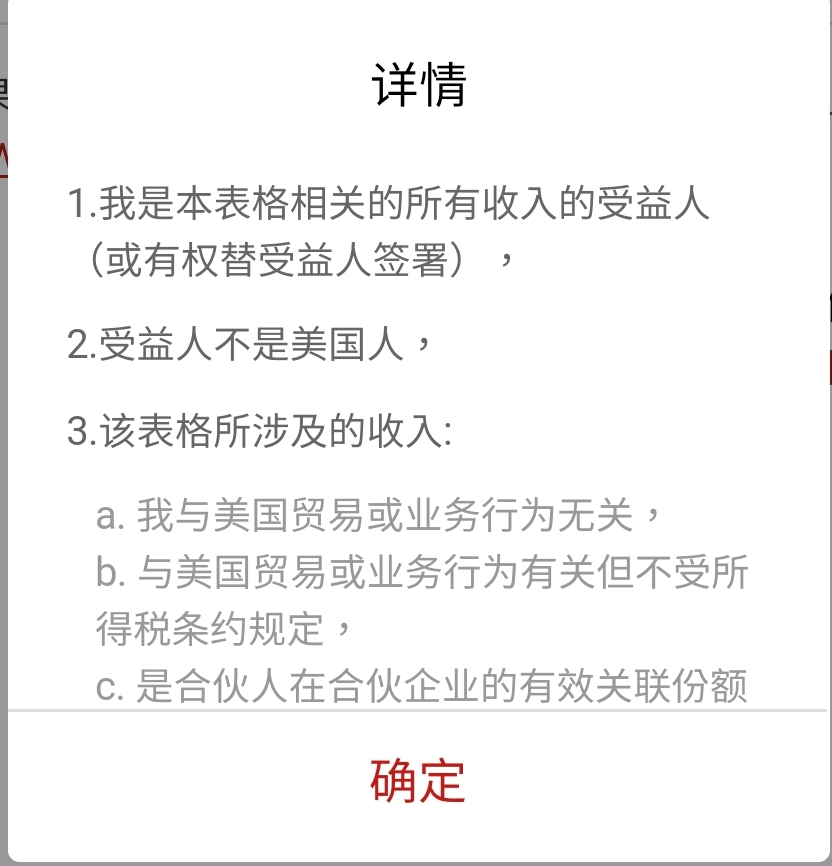 详情
1.我是本表格相关的所有收入的受益人
（或有权替受益人签署），
2.受益人不是美国人，
3.该表格所涉及的收入:
a. 我与美国贸易或业务行为无关，
b. 与美国贸易或业务行为有关但不受所
得税条约规定，
c. 是合伙人在合伙企业的有效关联份额
确定